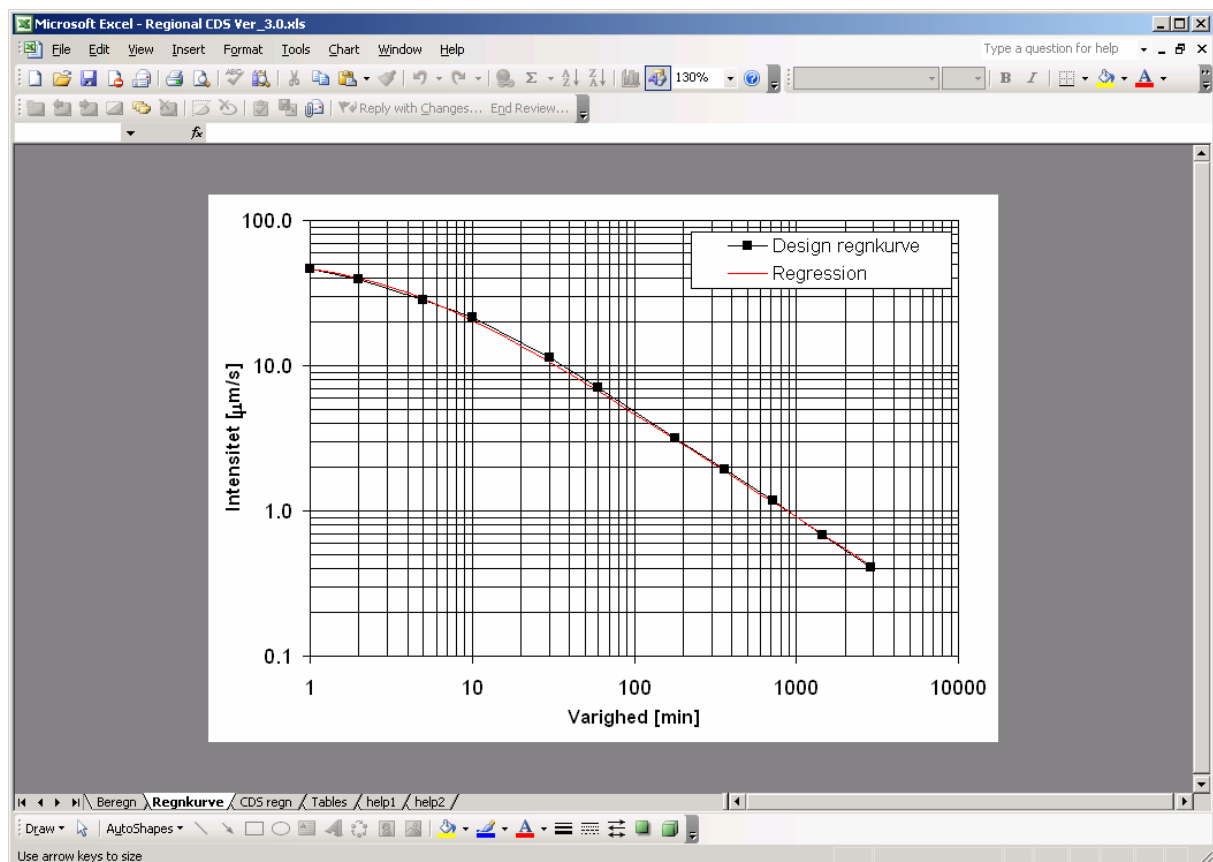 Microsoft Excel - Regional CDS Ver_3.0.xls
File Edit View Insert Format Tools Chart Window Help
Type a question for help
130%
B I A
Reply with Changes... End Review...
fx
100.0
10.0
1.0
0.1
Intensitet [µm/s]
Design regnkurve
Regression
1 10 100 1000 10000
Varighed [min]
Beregn Regnkurve CDS regn Tables help1 help2
Draw AutoShapes A
Use arrow keys to size